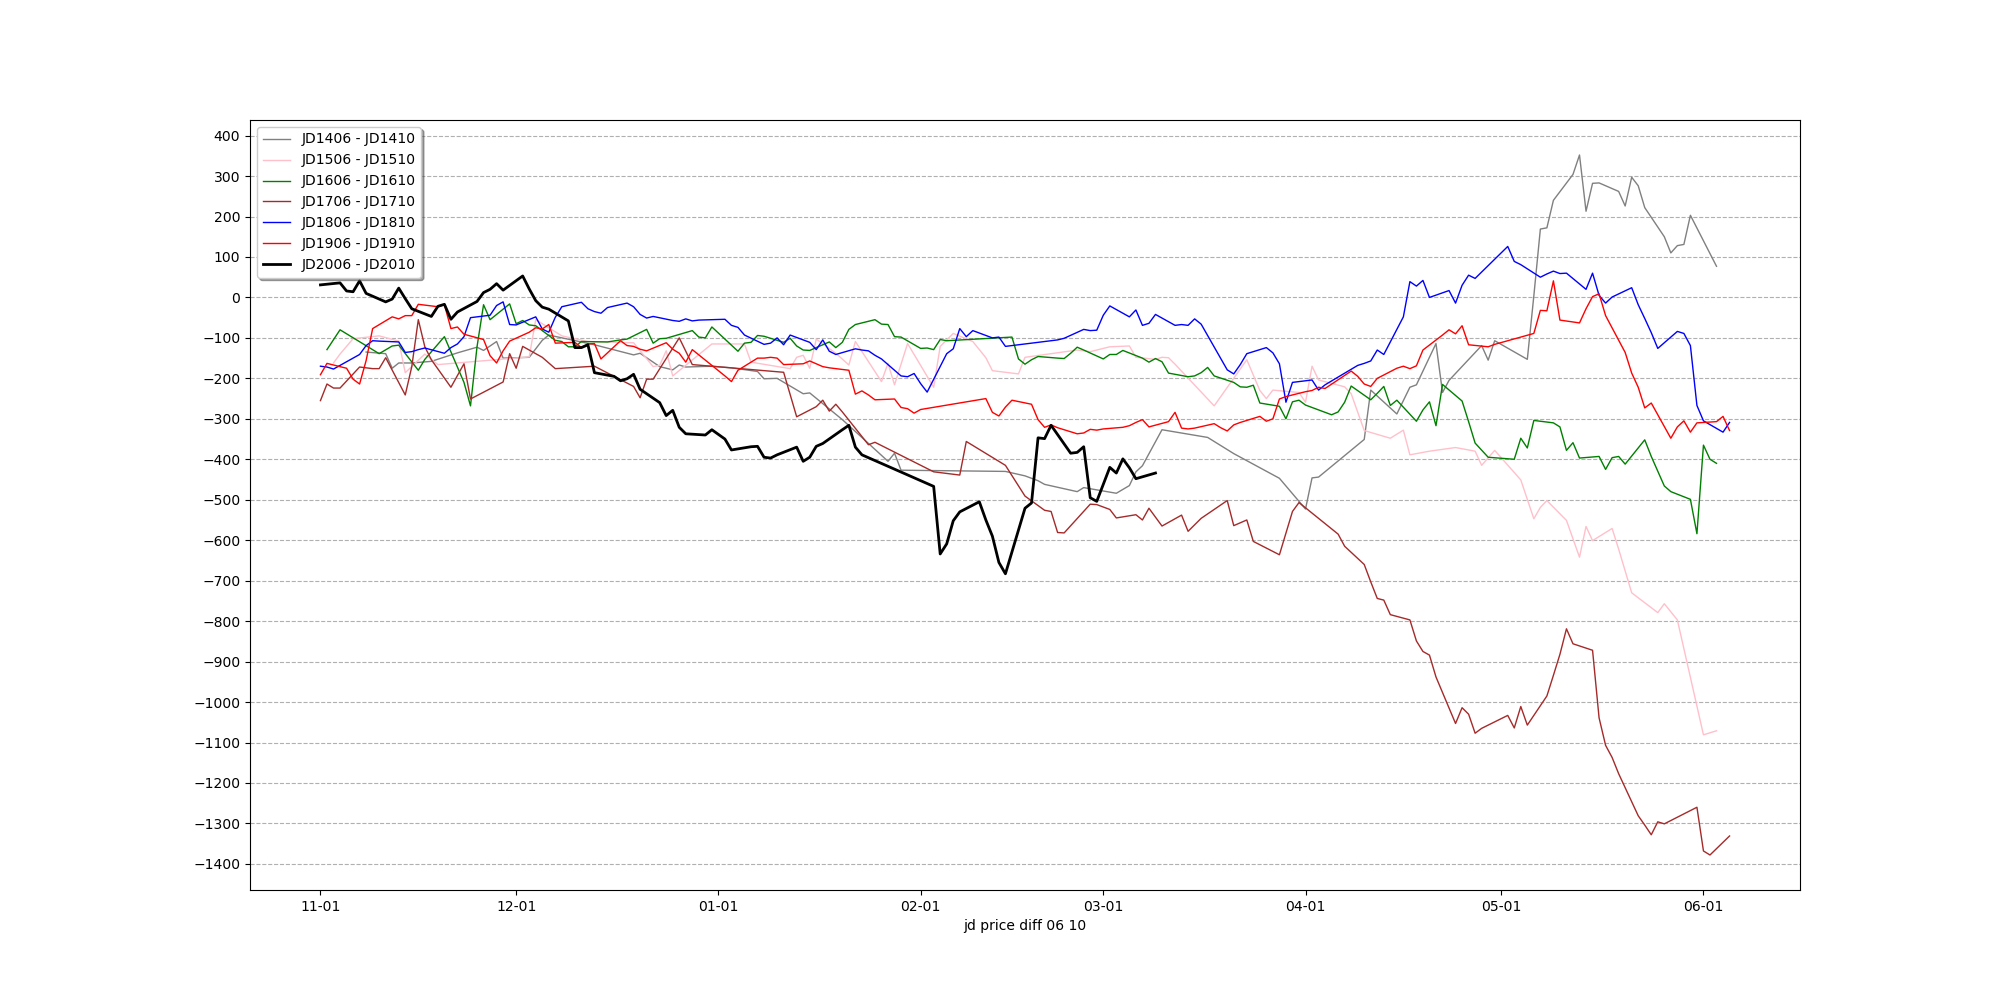 JD1406 - JD1410
JD1506 - JD1510
JD1606 - JD1610
JD1706 - JD1710
JD1806 - JD1810
JD1906 - JD1910
JD2006 - JD2010
400
300
200
100
0
−100
−200
−300
−400
−500
−600
−700
−800
−900
−1000
−1100
−1200
−1300
−1400
11-01 12-01 01-01 02-01 03-01 04-01 05-01 06-01
jd price diff 06 10